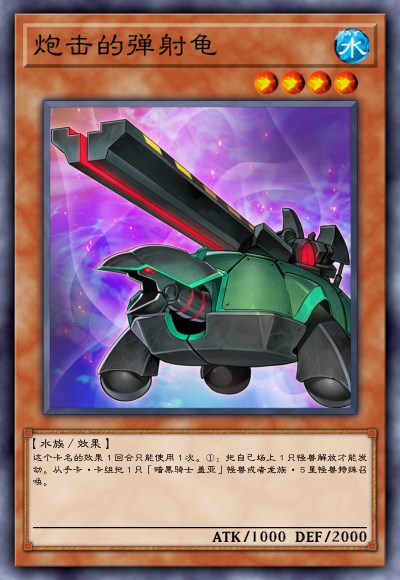 炮击的弹射龟
水
【水族／效果】
这个卡名的效果1回合只能使用1次。①：把自己场上1只怪兽解放才能发
动。从手卡·卡组把1只「暗黑骑士 盖亚」怪兽或者龙族·5星怪兽特殊召
唤。
ATK/1000 DEF/2000